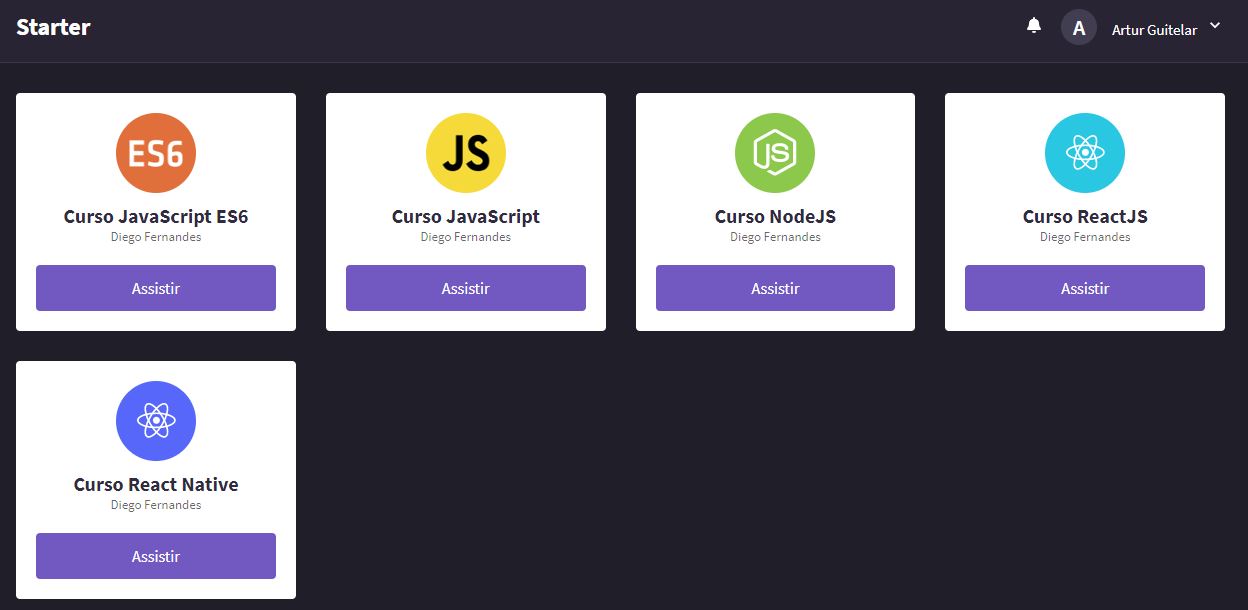 Starter
A Artur Guitelar
ES6
Curso JavaScript ES6
Diego Fernandes
Assistir
JS
Curso JavaScript
Diego Fernandes
Assistir
JS
Curso NodeJS
Diego Fernandes
Assistir
Curso ReactJS
Diego Fernandes
Assistir
Curso React Native
Diego Fernandes
Assistir